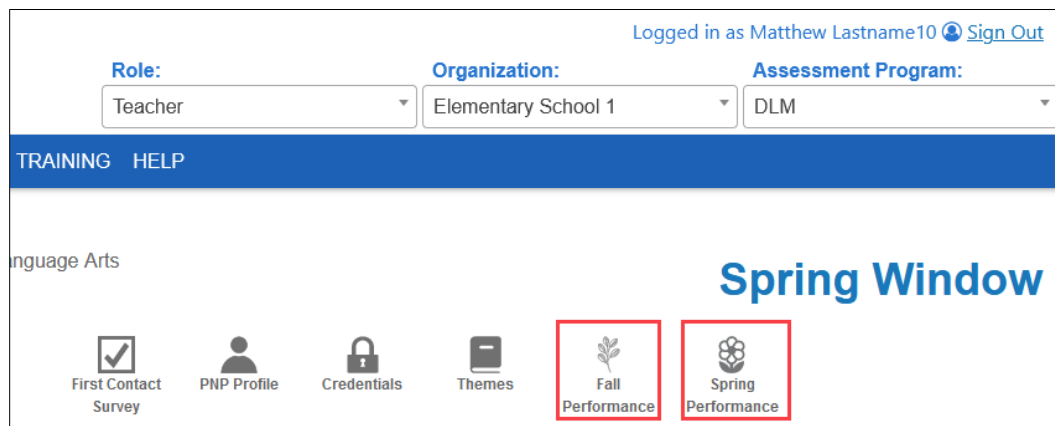 Logged in as Matthew Lastname10 Sign Out
Role: Organization: Assessment Program:
Teacher Elementary School 1 DLM
TRAINING HELP
nguage Arts
Spring Window
First Contact Survey
PNP Profile
Credentials
Themes
Fall Performance
Spring Performance